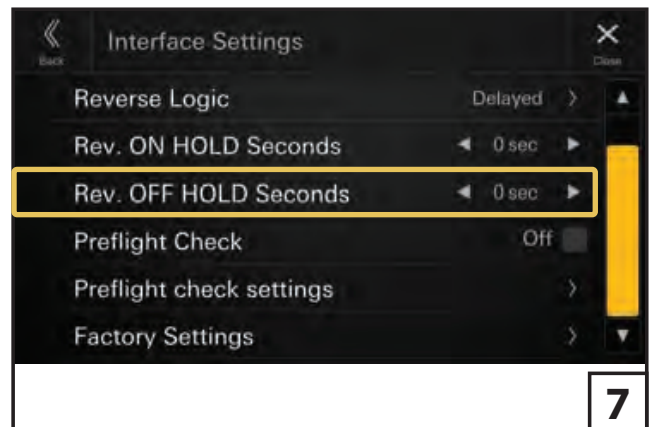 Interface Settings
Back
Close
Reverse Logic Delayed
Rev. ON HOLD Seconds 0 sec
Rev. OFF HOLD Seconds 0 sec
Preflight Check Off
Preflight check settings
Factory Settings
7